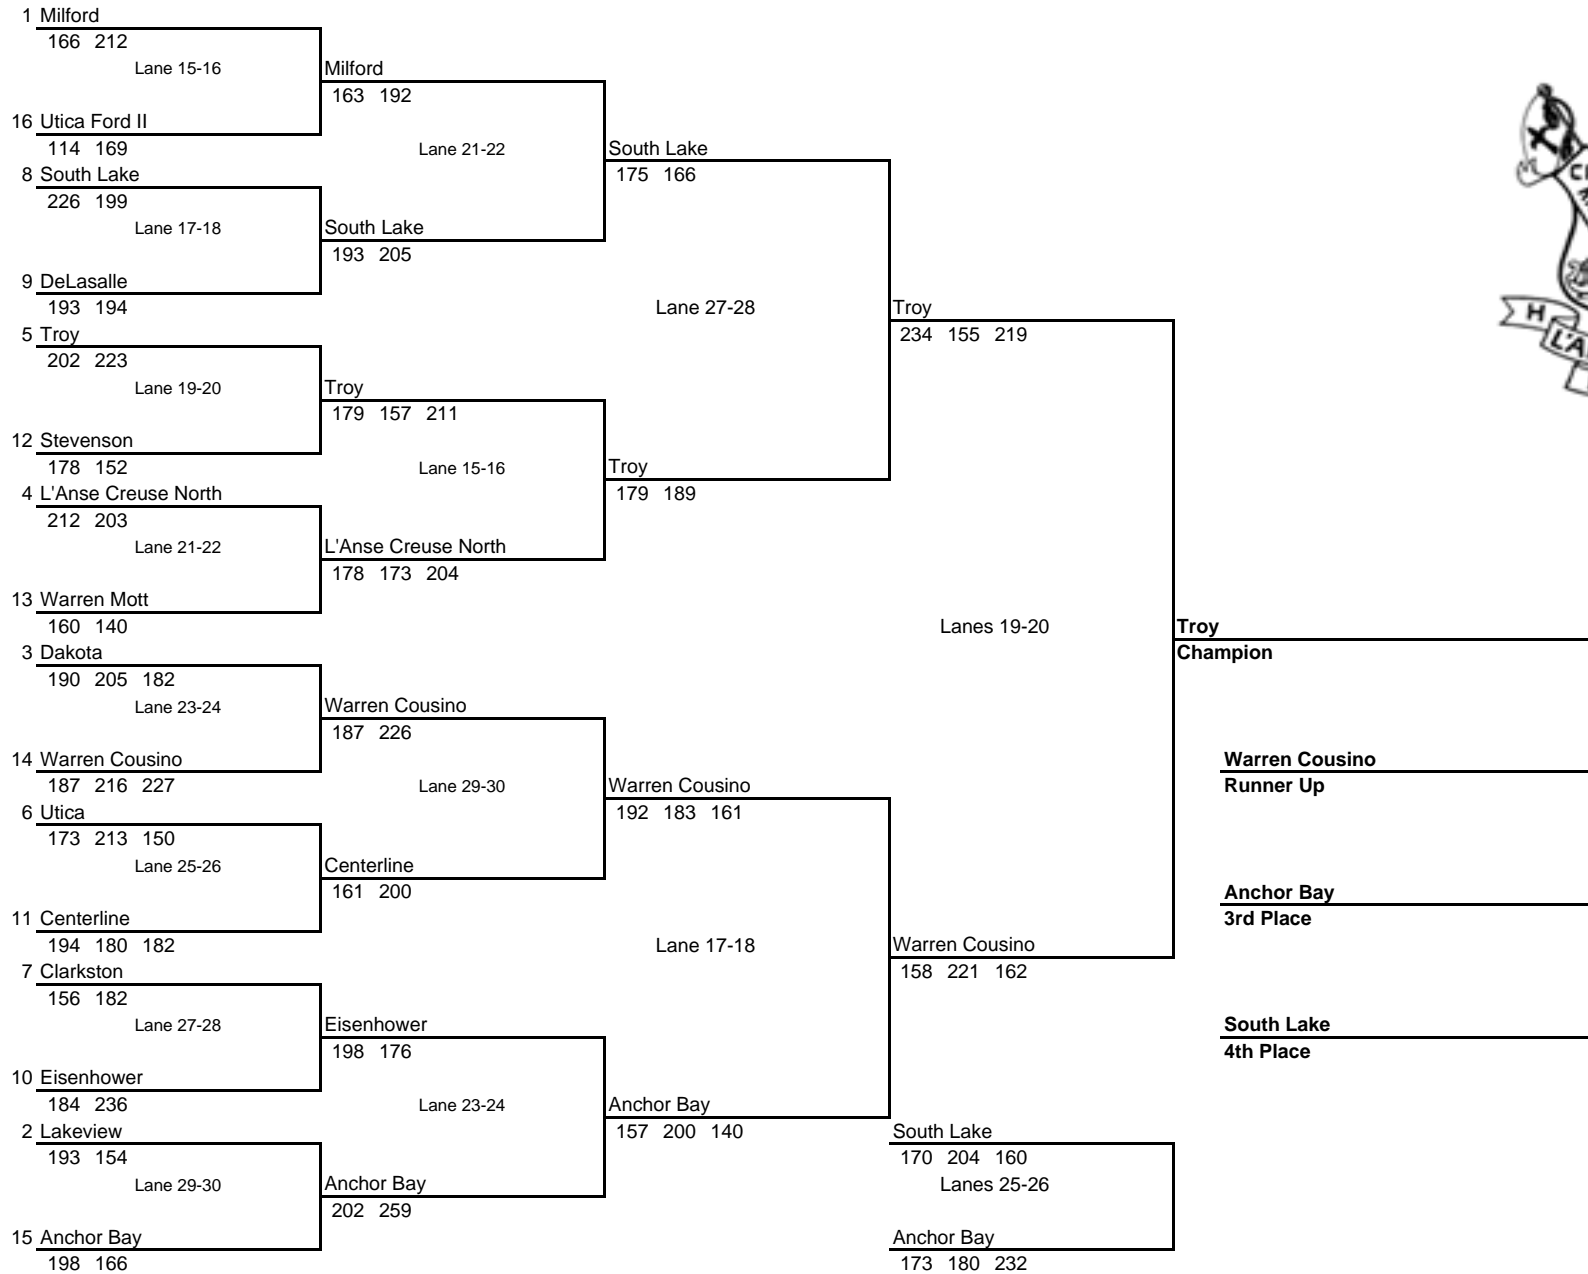 1 Milford
166 212
Lane 15-16
Milford
163 192
16 Utica Ford II
114 169
Lane 21-22
South Lake
175 166
8 South Lake
226 199
Lane 17-18
South Lake
193 205
9 DeLasalle
193 194
Lane 27-28
Troy
234 155 219
5 Troy
202 223
Lane 19-20
Troy
179 157 211
12 Stevenson
178 152
Lane 15-16
Troy
179 189
4 L'Anse Creuse North
212 203
Lane 21-22
L'Anse Creuse North
178 173 204
13 Warren Mott
160 140
Lanes 19-20
Troy
Champion
3 Dakota
190 205 182
Lane 23-24
Warren Cousino
187 226
14 Warren Cousino
187 216 227
Lane 29-30
Warren Cousino
192 183 161
Warren Cousino
Runner Up
6 Utica
173 213 150
Lane 25-26
Centerline
161 200
Anchor Bay
3rd Place
11 Centerline
194 180 182
Lane 17-18
Warren Cousino
158 221 162
7 Clarkston
156 182
Lane 27-28
Eisenhower
198 176
South Lake
4th Place
10 Eisenhower
184 236
Lane 23-24
Anchor Bay
157 200 140
2 Lakeview
193 154
Lane 29-30
Anchor Bay
202 259
South Lake
170 204 160
Lanes 25-26
15 Anchor Bay
198 166
Anchor Bay
173 180 232
H